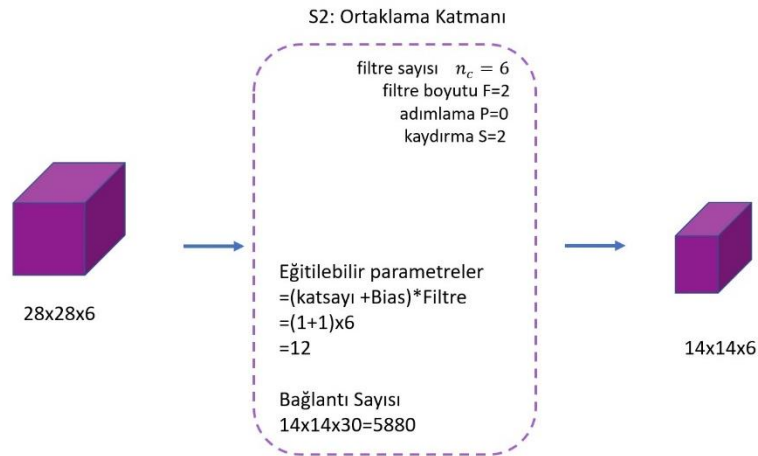 S2: Ortaklama Katmanı
filtre sayısı n_c = 6
filtre boyutu F=2
adımlama P=0
kaydırma S=2
28x28x6
Eğitilebilir parametreler
=(katsayı +Bias)*Filtre
=(1+1)x6
=12
Bağlantı Sayısı
14x14x30=5880
14x14x6